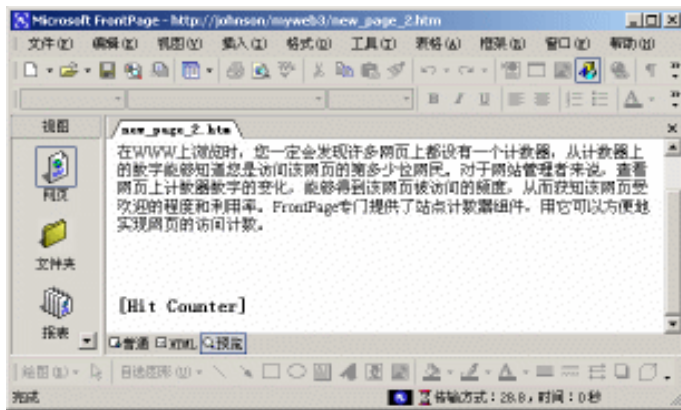 Microsoft FrontPage - http://johnson/myweb3/new_page_2.htm
文件(F) 编辑(E) 视图(V) 插入(I) 格式(O) 工具(T) 表格(A) 框架(R) 窗口(W) 帮助(H)
B I U A
视图 new_page_2.htm
在WWW上浏览时，您一定会发现许多网页上都设有一个计数器，从计数器上
的数字能够知道您是访问该网页的第多少位网民。对于网站管理者来说，查看
网页上计数器数字的变化，能够得到该网页被访问的频度，从而获知该网页受
欢迎的程度和利用率。FrontPage专门提供了站点计数器组件，用它可以方便地
实现网页的访问计数。
网页
文件夹
[Hit Counter]
报表
普通 HTML 预览
绘图(D) 自选图形(U) A
完成 传输方式：28.8，时间：0秒